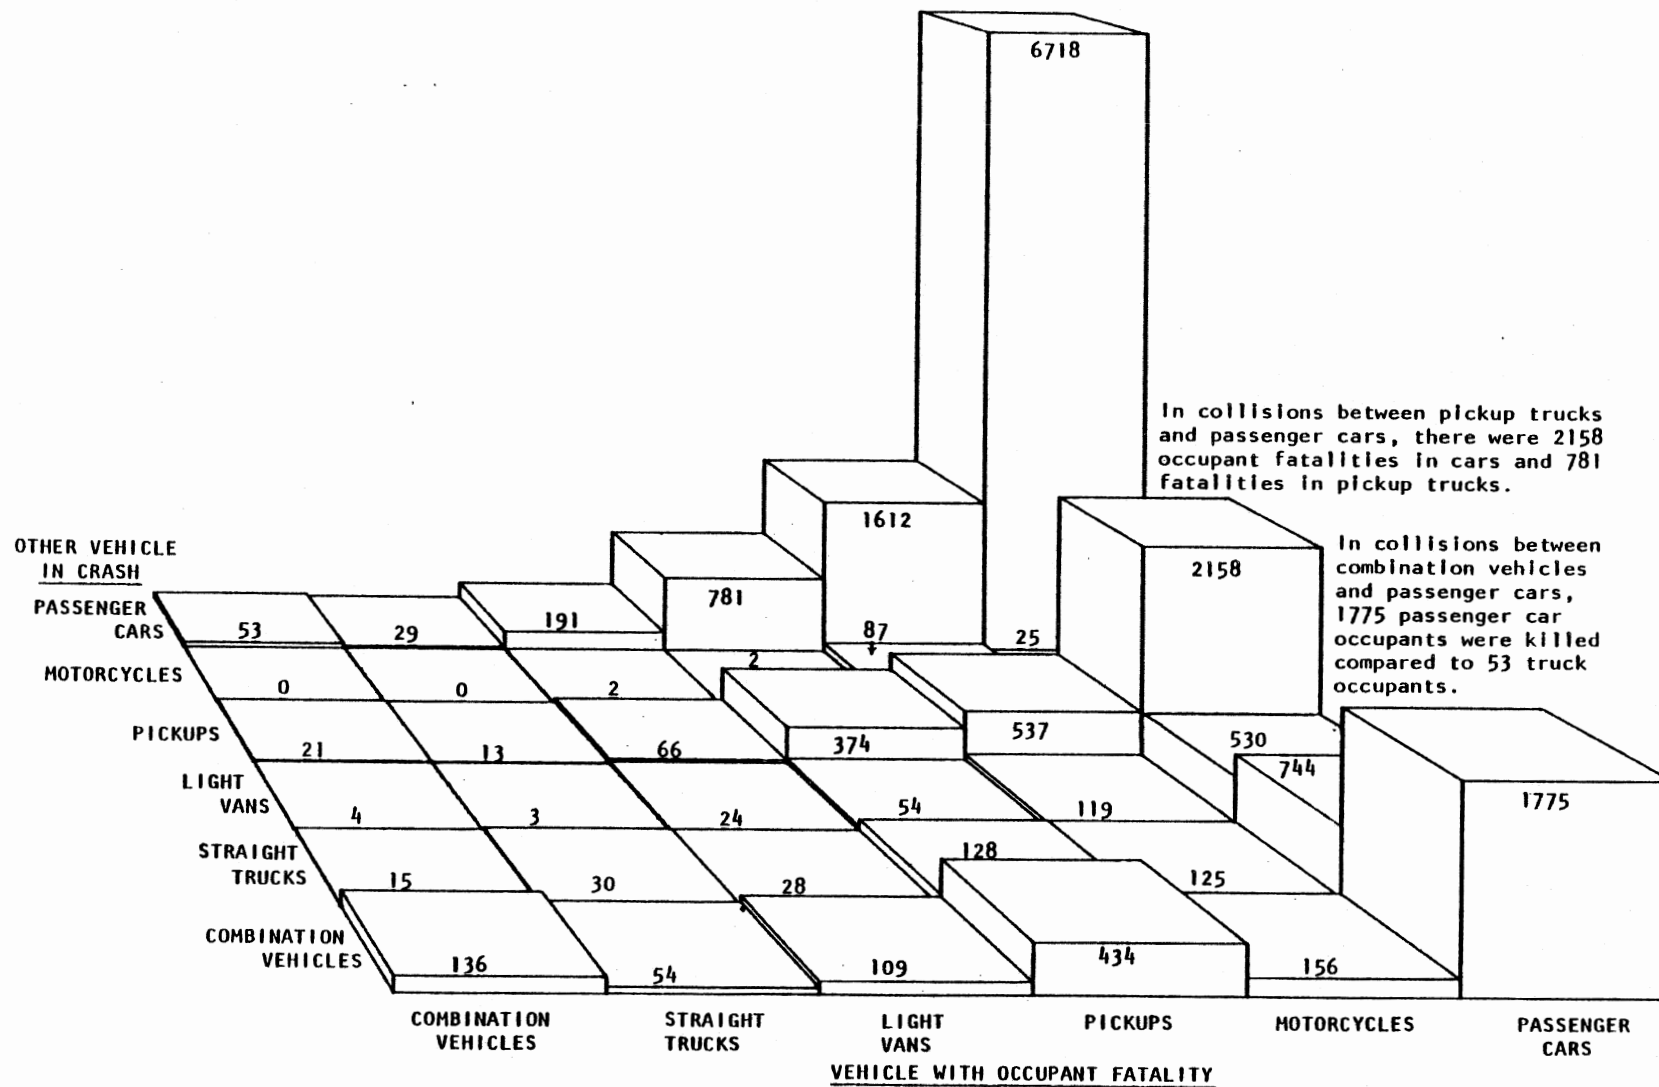 6718
In collisions between pickup trucks
and passenger cars, there were 2158
occupant fatalities in cars and 781
fatalities in pickup trucks.
1612
OTHER VEHICLE
IN CRASH
In collisions between
combination vehicles
and passenger cars,
1775 passenger car
occupants were killed
compared to 53 truck
occupants.
2158
781
PASSENGER
CARS
53 29 191 87 25
MOTORCYCLES
0 0 2 2
PICKUPS
21 13 66 374 537 530
LIGHT
VANS
4 3 24 54 119 744
1775
STRAIGHT
TRUCKS
15 30 28 128 125
COMBINATION
VEHICLES
136 54 109 434 156
COMBINATION
VEHICLES
STRAIGHT
TRUCKS
LIGHT
VANS
PICKUPS
MOTORCYCLES
PASSENGER
CARS
VEHICLE WITH OCCUPANT FATALITY